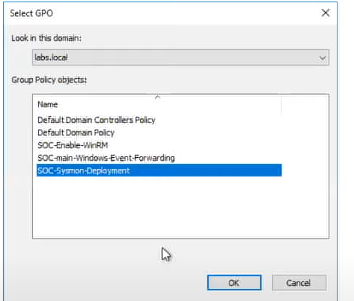 Select GPO
Look in this domain:
labs.local
Group Policy objects:
Name
Default Domain Controllers Policy
Default Domain Policy
SOC-Enable-WinRM
SOC-main-Windows-Event-Forwarding
SOC-Sysmon-Deployment
OK
Cancel